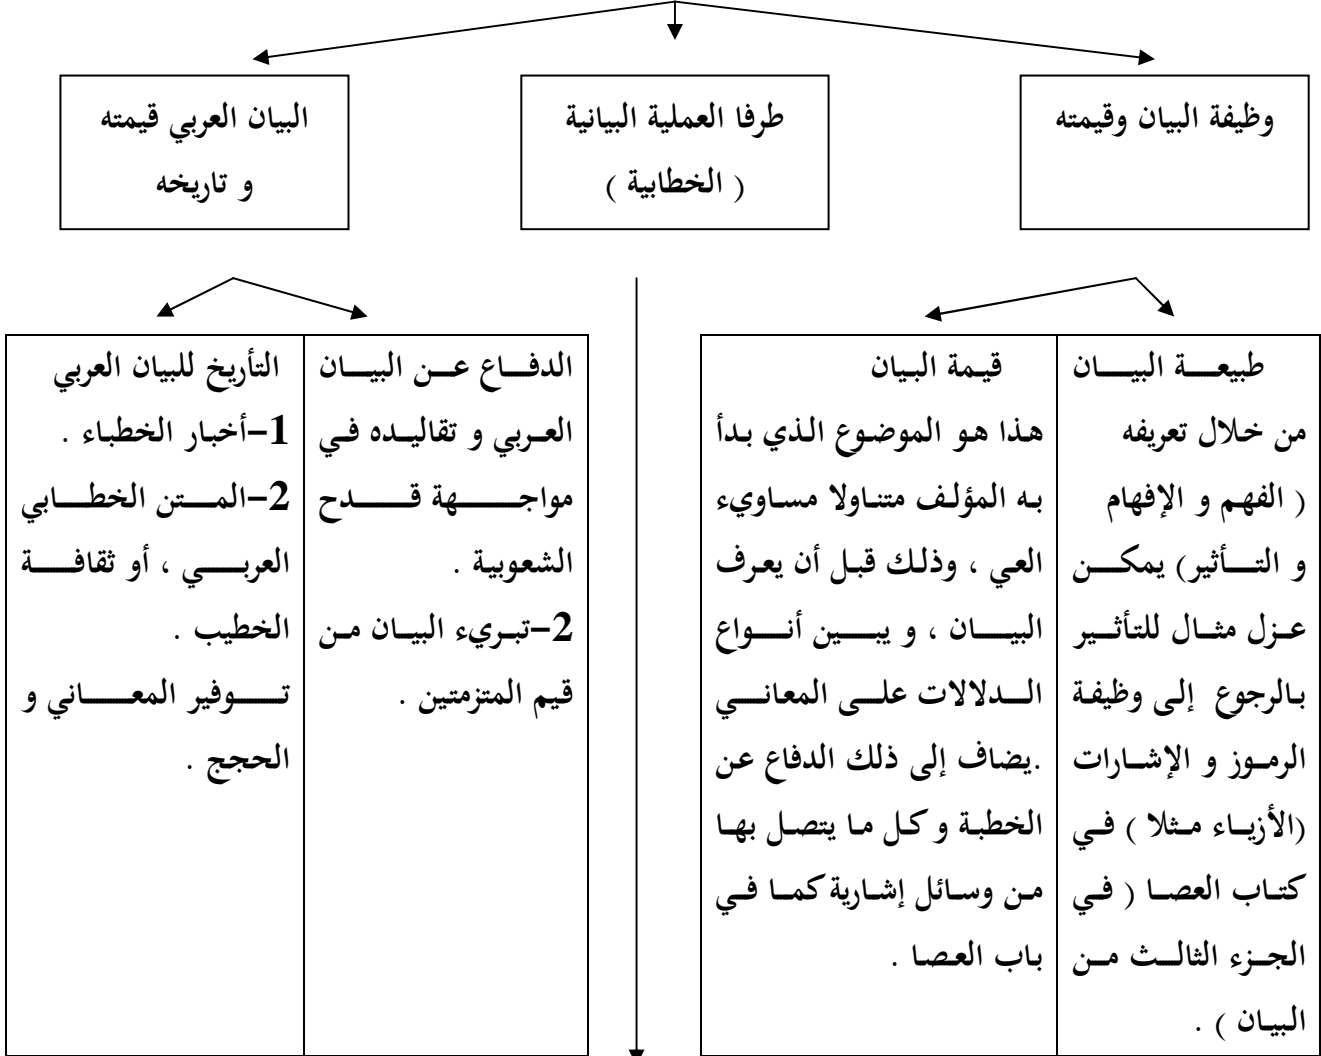 وظيفة البيان وقيمته
طرفا العملية البيانية
( الخطابية )
البيان العربي قيمته
و تاريخه
طبيعة البيان
من خلال تعريفه
( الفهم و الإفهام
و التأثير) يمكن
عزل مثال للتأثير
بالرجوع إلى وظيفة
الرموز و الإشارات
(الأزياء مثلا ) في
كتاب العصا ( في
الجزء الثالث من
البيان ) .
قيمة البيان
هذا هو الموضوع الذي بدأ
به المؤلف متناولا مساويء
العي ، وذلك قبل أن يعرف
البيان ، و يبين أنواع
الدلالات على المعاني
.يضاف إلى ذلك الدفاع عن
الخطبة و كل ما يتصل بها
من وسائل إشارية كما في
باب العصا .
الدفاع عن البيان
العربي و تقاليده في
مواجهة قدح
الشعوبية .
2-تبريء البيان من
قيم المتزمتين .
التأريخ للبيان العربي
1-أخبار الخطباء .
2-المتن الخطابي
العربي ، أو ثقافة
الخطيب .
توفير المعاني و
الحجج .